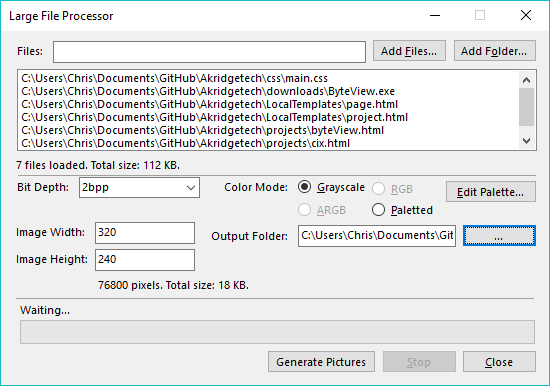 Large File Processor
Files: Add Files... Add Folder...
C:\Users\Chris\Documents\GitHub\Akridgetech\css\main.css
C:\Users\Chris\Documents\GitHub\Akridgetech\downloads\ByteView.exe
C:\Users\Chris\Documents\GitHub\Akridgetech\LocalTemplates\page.html
C:\Users\Chris\Documents\GitHub\Akridgetech\LocalTemplates\project.html
C:\Users\Chris\Documents\GitHub\Akridgetech\projects\byteView.html
C:\Users\Chris\Documents\GitHub\Akridgetech\projects\cix.html
7 files loaded. Total size: 112 KB.
Bit Depth: 2bpp Color Mode: Grayscale RGB Edit Palette...
ARGB Paletted
Image Width: 320 Output Folder: C:\Users\Chris\Documents\Git ...
Image Height: 240
76800 pixels. Total size: 18 KB.
Waiting...
Generate Pictures Stop Close